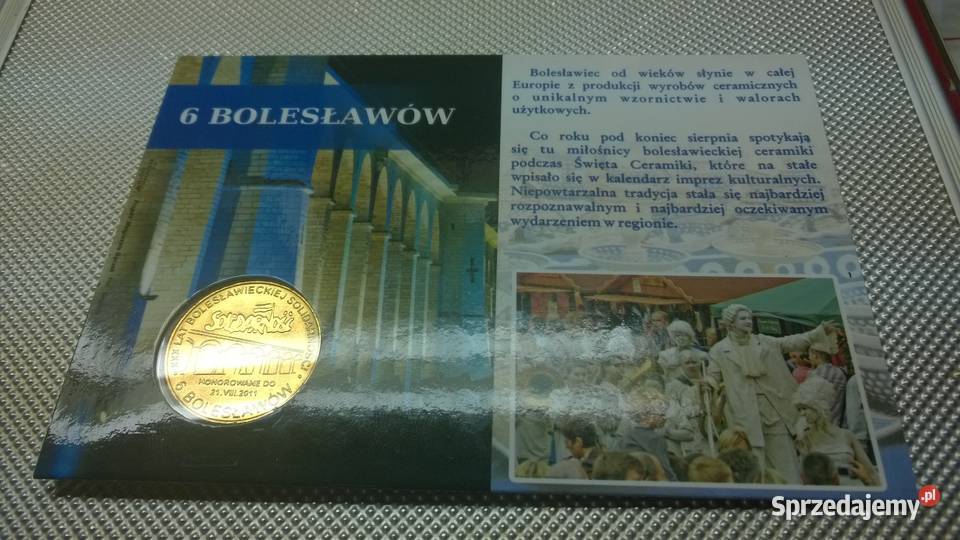 6 BOLESŁAWÓW
Bolesławiec od wieków słynie w całej
Europie z produkcji wyrobów ceramicznych
o unikalnym wzornictwie i walorach
użytkowych.
Co roku pod koniec sierpnia spotykają
się tu miłośnicy bolesławieckiej ceramiki
podczas Święta Ceramiki, które na stałe
wpisało się w kalendarz imprez kulturalnych.
Niepowtarzalna tradycja stała się najbardziej
rozpoznawalnym i najbardziej oczekiwanym
wydarzeniem w regionie.
XXX LAT BOLESŁAWIECKIEJ SOLIDARNOŚCI
Solidarność
HONOROWANE DO
21.VIII.2011
6 BOLESŁAWÓW
Sprzedajemy.pl